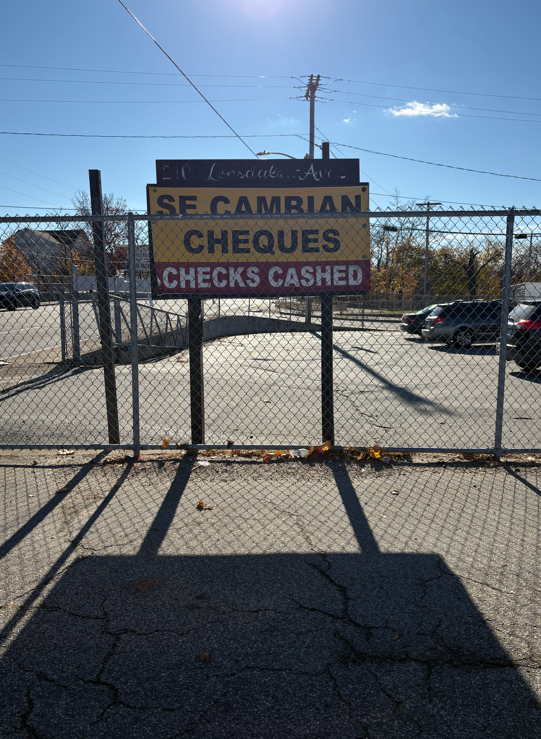 210 Lonsdale Ave.
SE CAMBIAN
CHEQUES
CHECKS CASHED